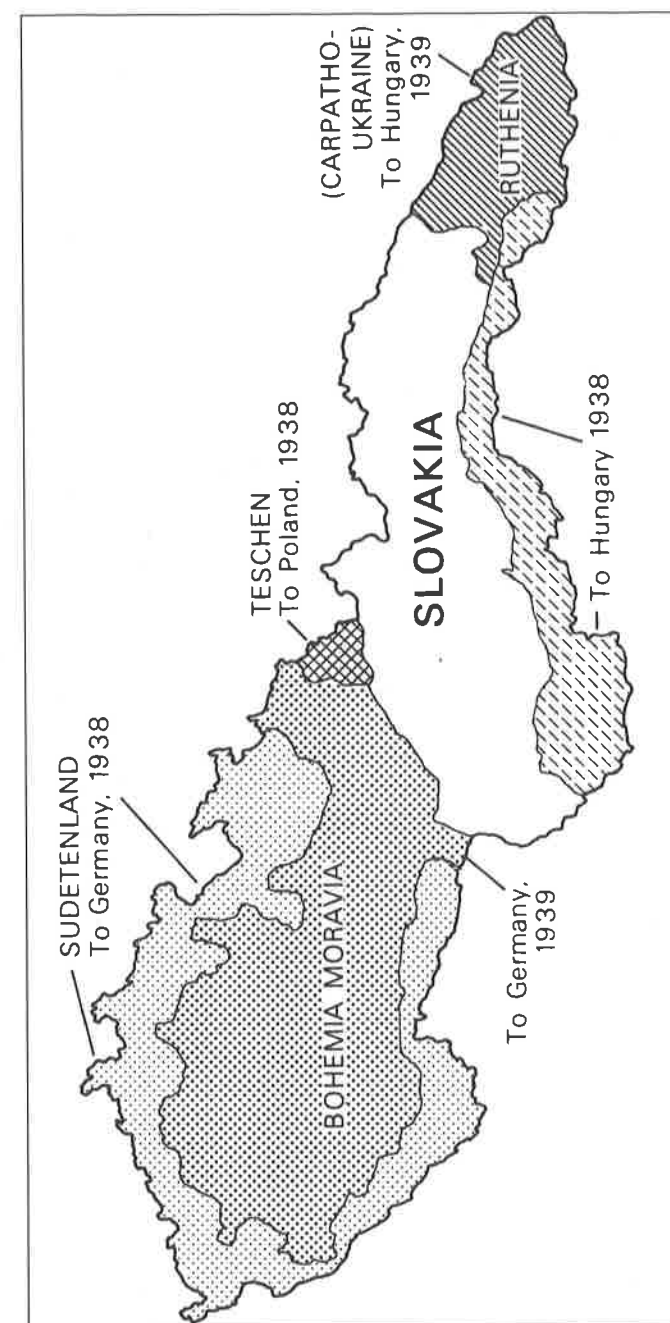 SUDETENLAND
To Germany, 1938
TESCHEN
To Poland, 1938
(CARPATHO-
UKRAINE)
To Hungary,
1939
RUTHENIA
BOHEMIA MORAVIA
SLOVAKIA
To Germany,
1939
To Hungary 1938